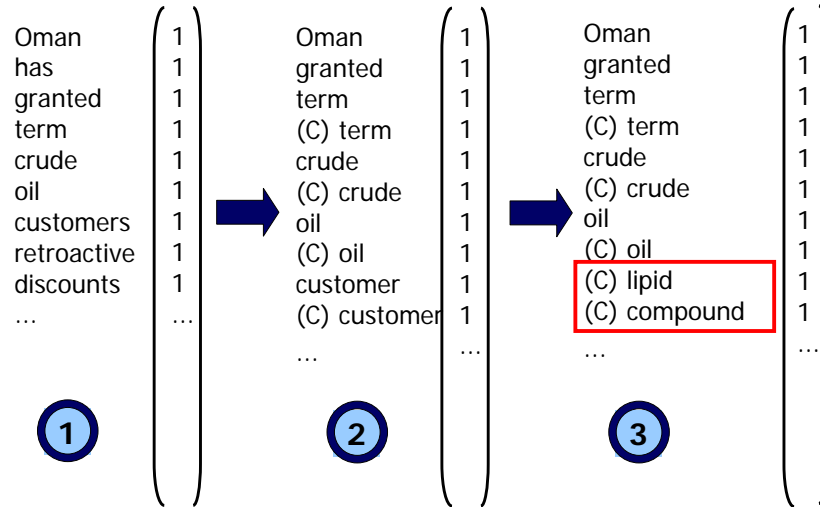 Oman 1
has 1
granted 1
term 1
crude 1
oil 1
customers 1
retroactive 1
discounts 1
... ...
1
Oman 1
granted 1
term 1
(C) term 1
crude 1
(C) crude 1
oil 1
(C) oil 1
customer 1
(C) customer 1
... ...
2
Oman 1
granted 1
term 1
(C) term 1
crude 1
(C) crude 1
oil 1
(C) oil 1
(C) lipid 1
(C) compound 1
... ...
3